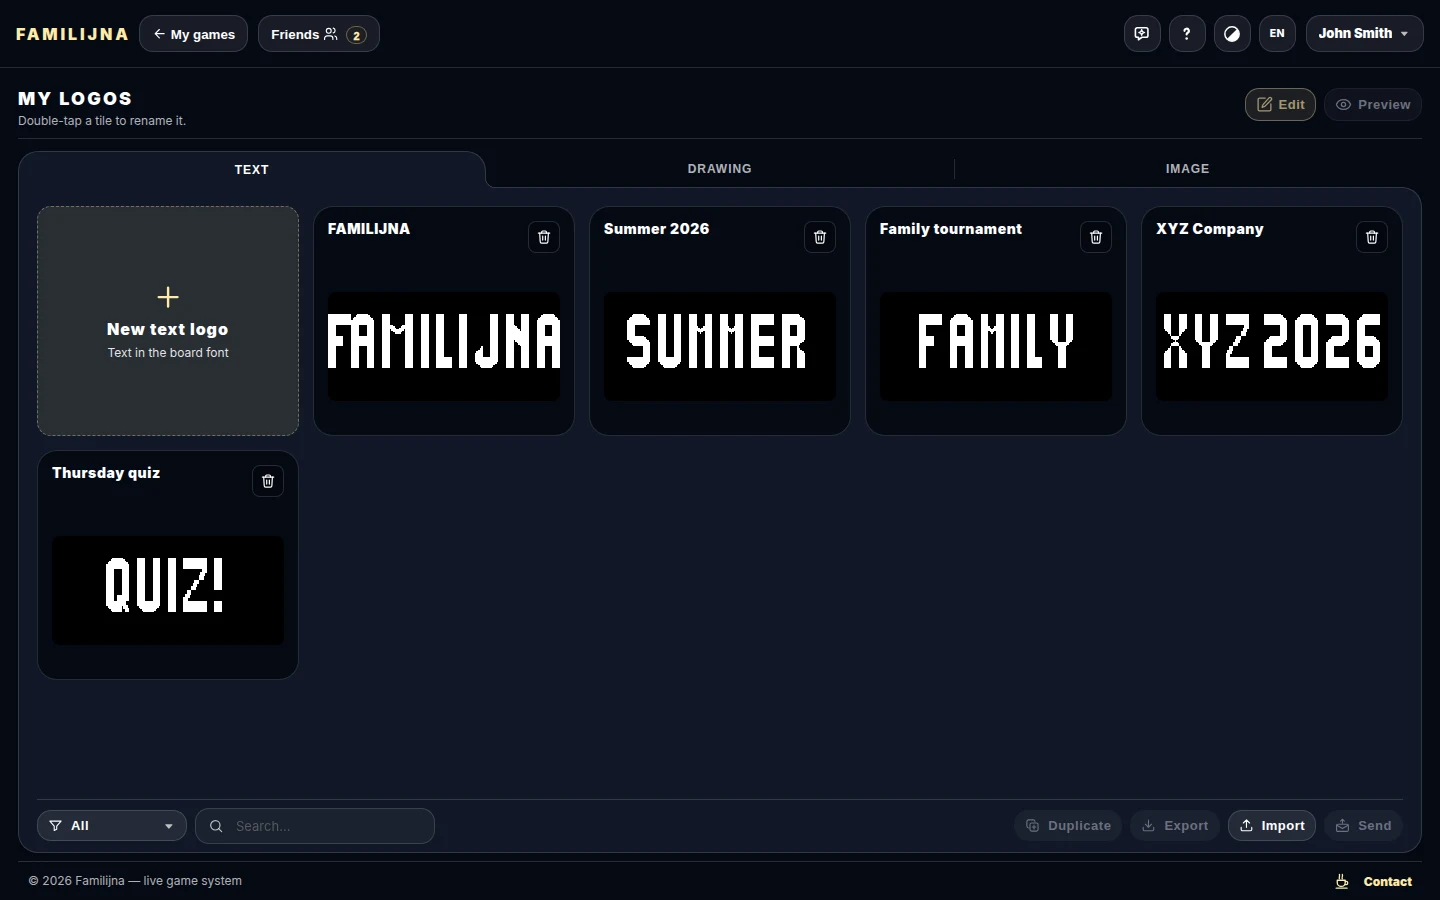 FAMILIJNA
My games
Friends 2
?
EN
John Smith
MY LOGOS
Double-tap a tile to rename it.
Edit
Preview
TEXT
DRAWING
IMAGE
New text logo
Text in the board font
FAMILIJNA
FAMILIJNA
Summer 2026
SUMMER
Family tournament
FAMILY
XYZ Company
XYZ 2026
Thursday quiz
QUIZ!
All
Search...
Duplicate
Export
Import
Send
© 2026 Familijna — live game system
Contact